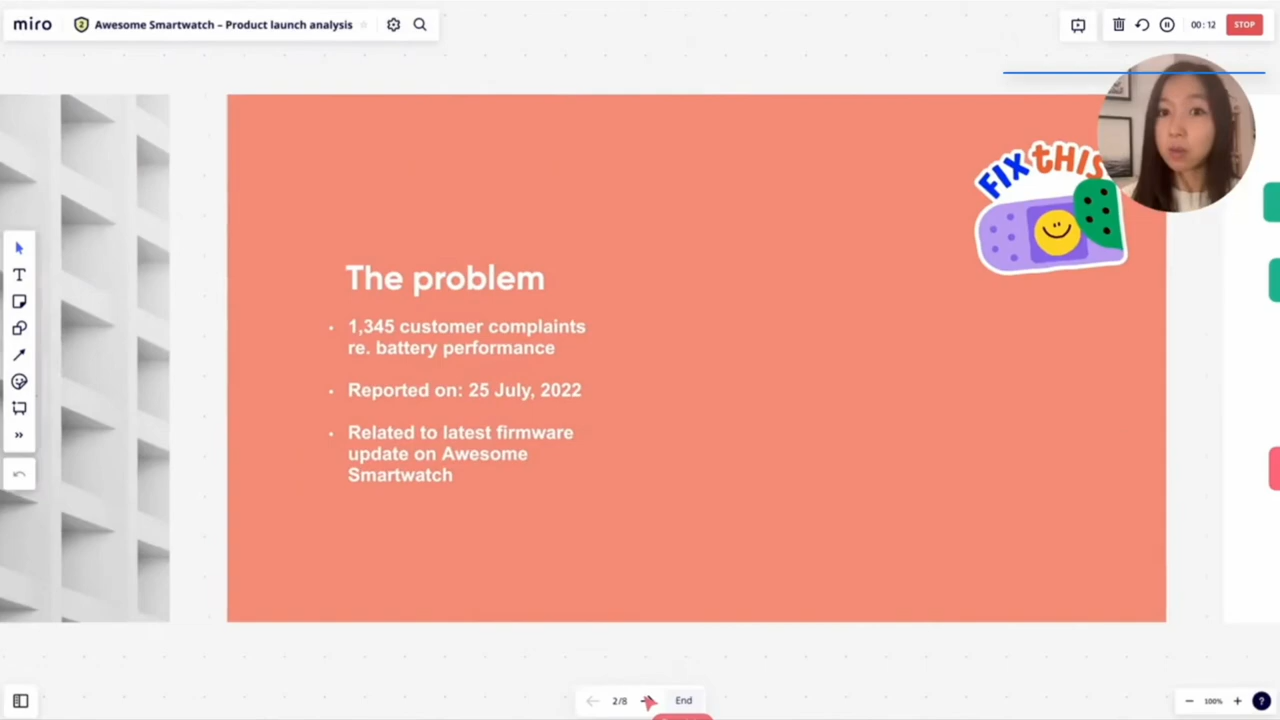 miro
Awesome Smartwatch – Product launch analysis
00:12
STOP
FIX THIS
The problem
• 1,345 customer complaints
re. battery performance
• Reported on: 25 July, 2022
• Related to latest firmware
update on Awesome
Smartwatch
2/8
End
100%
?